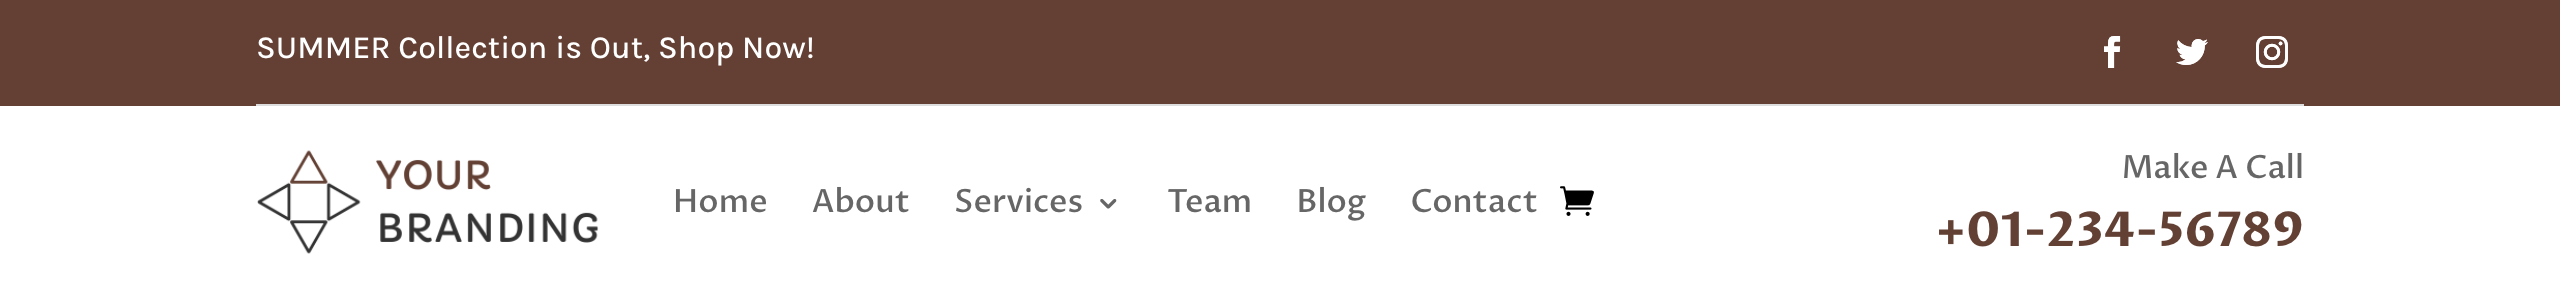 SUMMER Collection is Out, Shop Now!
YOUR
BRANDING
Home About Services Team Blog Contact
Make A Call
+01-234-56789